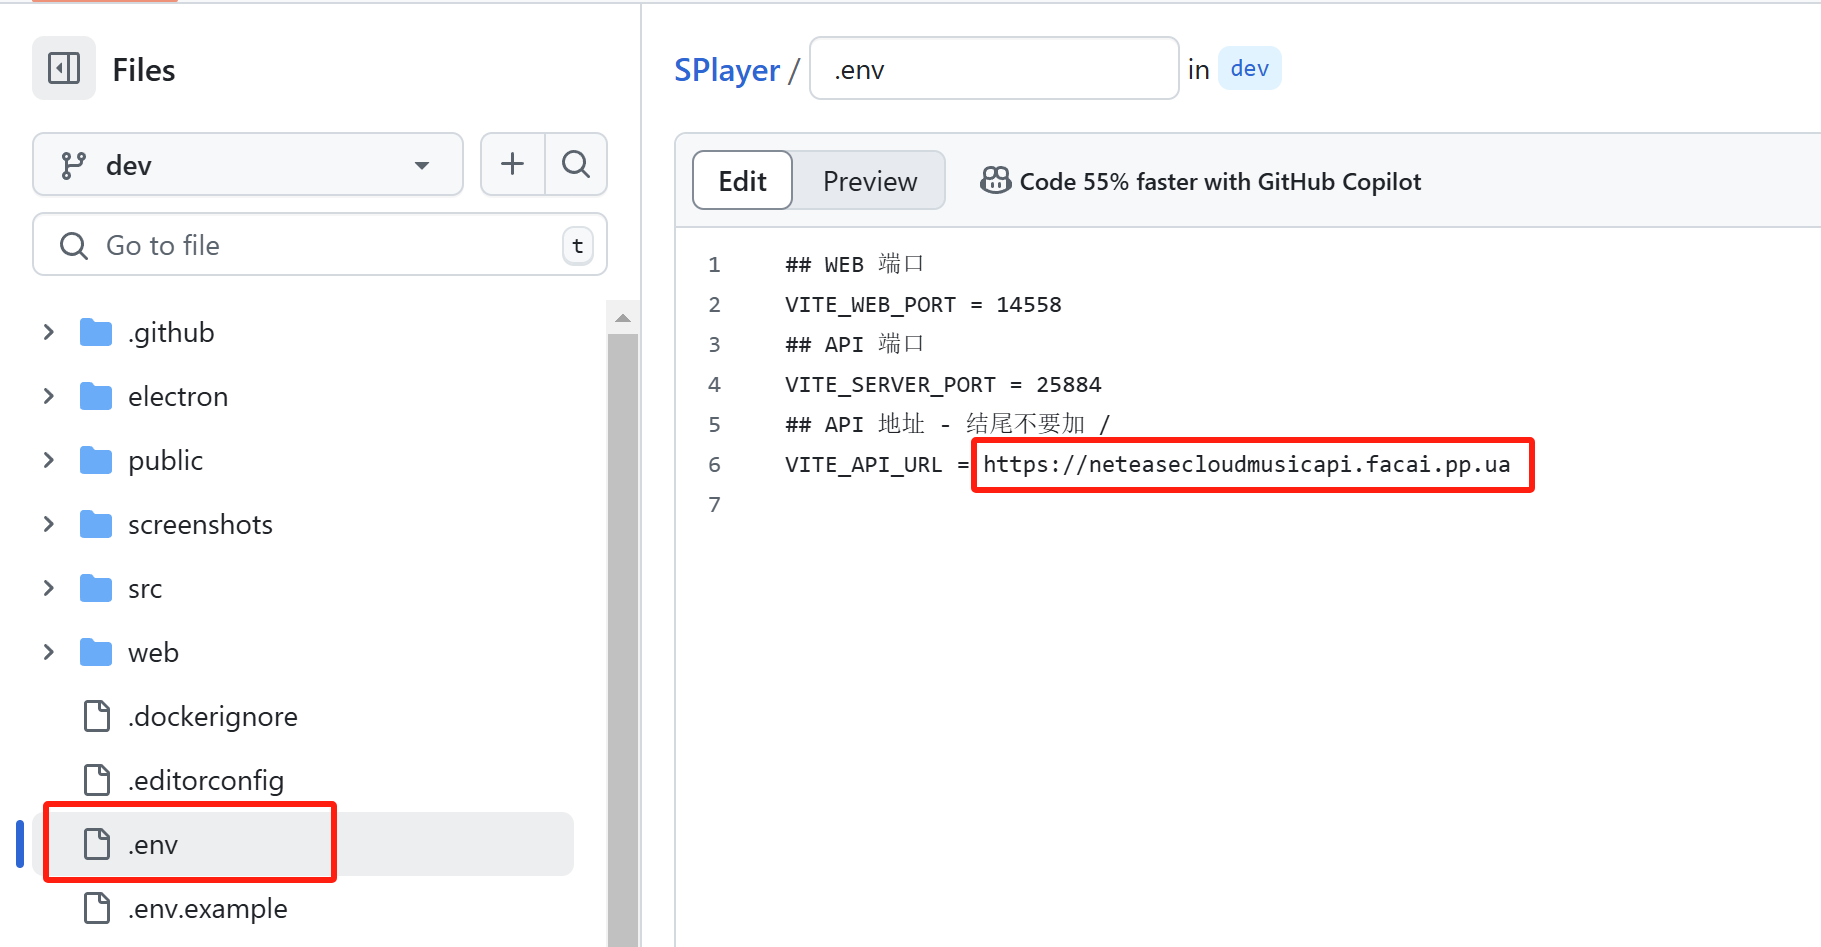 Files
dev
Go to file
t
.github
electron
public
screenshots
src
web
.dockerignore
.editorconfig
.env
.env.example
SPlayer / .env in dev
Edit Preview Code 55% faster with GitHub Copilot
1 ## WEB 端口
2 VITE_WEB_PORT = 14558
3 ## API 端口
4 VITE_SERVER_PORT = 25884
5 ## API 地址 - 结尾不要加 /
6 VITE_API_URL = https://neteasecloudmusicapi.facai.pp.ua
7